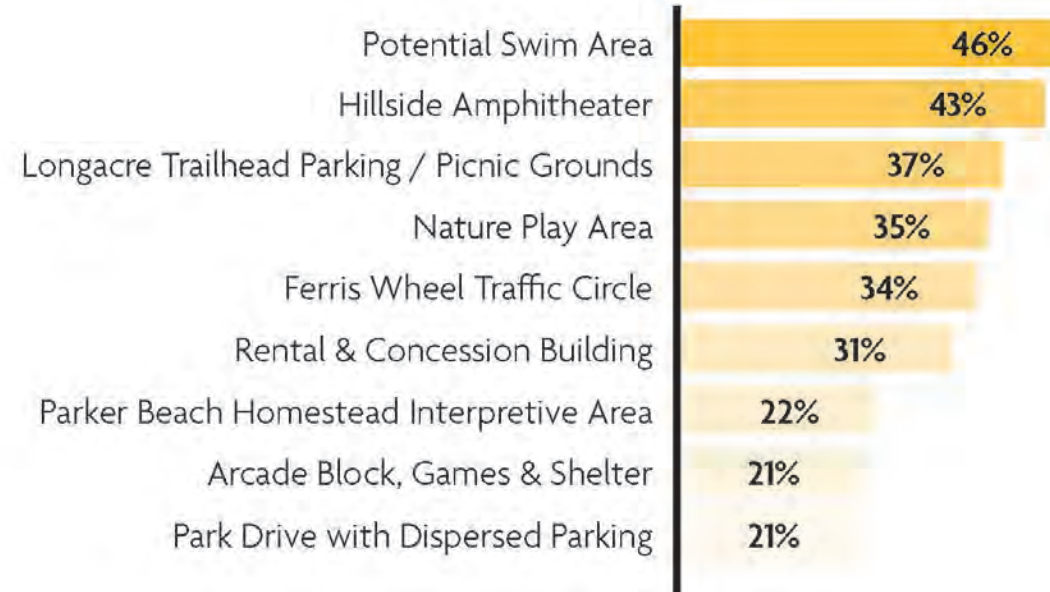 Potential Swim Area 46%
Hillside Amphitheater 43%
Longacre Trailhead Parking / Picnic Grounds 37%
Nature Play Area 35%
Ferris Wheel Traffic Circle 34%
Rental & Concession Building 31%
Parker Beach Homestead Interpretive Area 22%
Arcade Block, Games & Shelter 21%
Park Drive with Dispersed Parking 21%